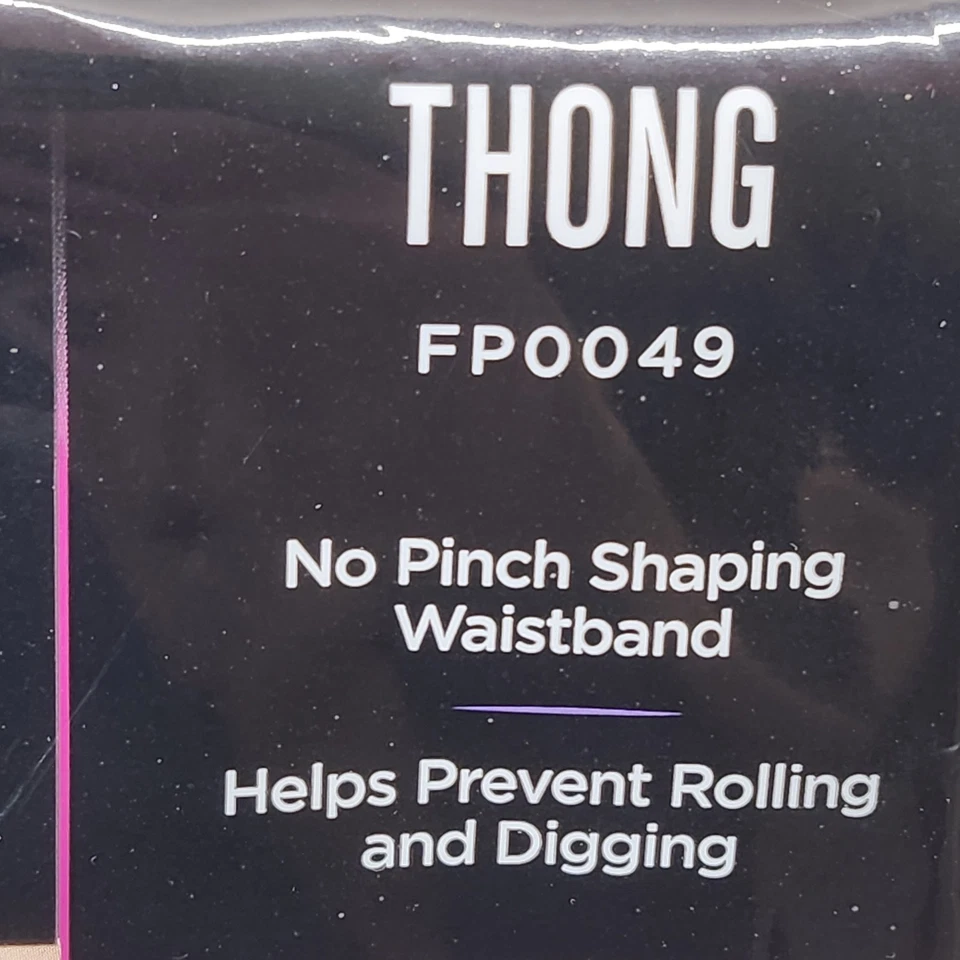 THONG
FP0049
No Pinch Shaping
Waistband
Helps Prevent Rolling
and Digging